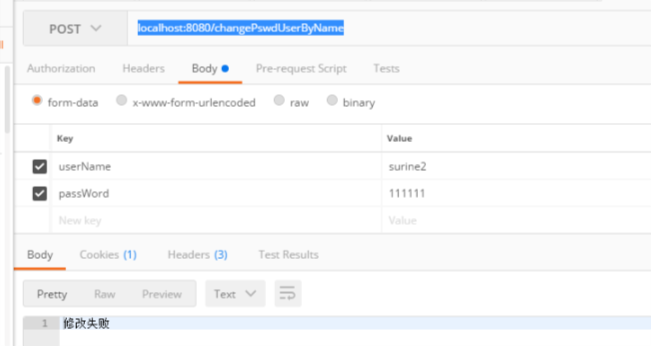 POST localhost:8080/changePswdUserByName
Authorization Headers Body Pre-request Script Tests
form-data x-www-form-urlencoded raw binary
Key Value
userName surine2
passWord 111111
New key Value
Body Cookies (1) Headers (3) Test Results
Pretty Raw Preview Text
1 修改失败